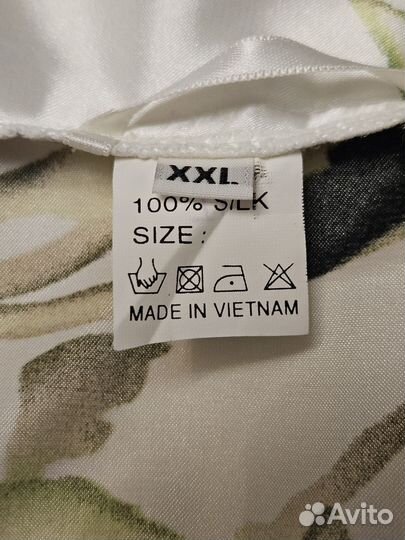 XXL
100% SILK
SIZE :
MADE IN VIETNAM
Avito